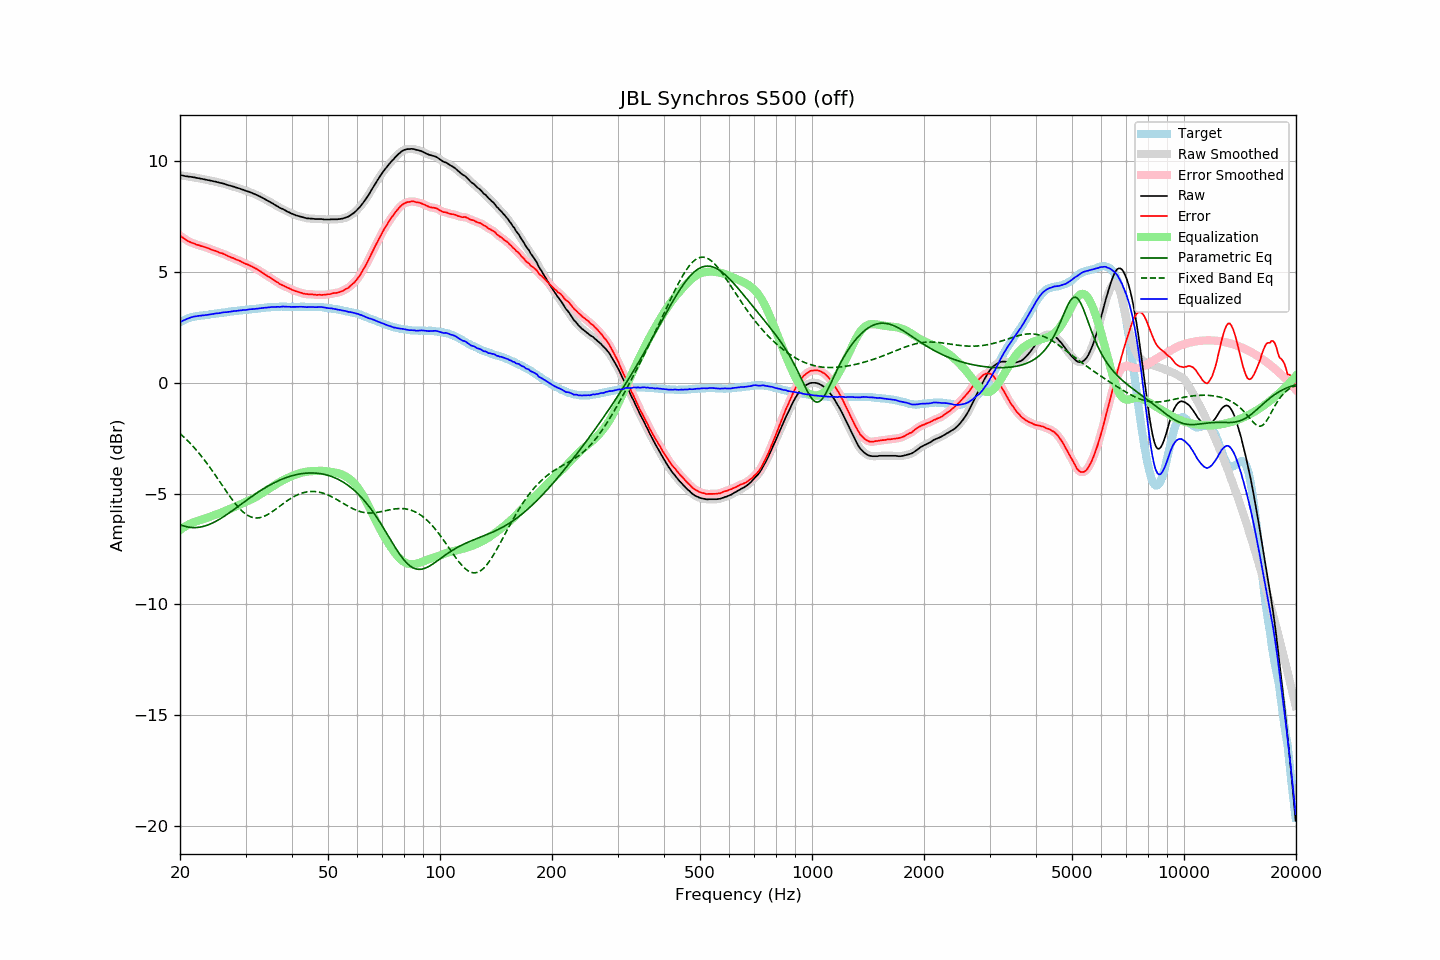 JBL Synchros S500 (off)
Target
Raw Smoothed
Error Smoothed
Raw
Error
Equalization
Parametric Eq
Fixed Band Eq
Equalized
Amplitude (dBr)
10
5
0
−5
−10
−15
−20
20 50 100 200 500 1000 2000 5000 10000 20000
Frequency (Hz)